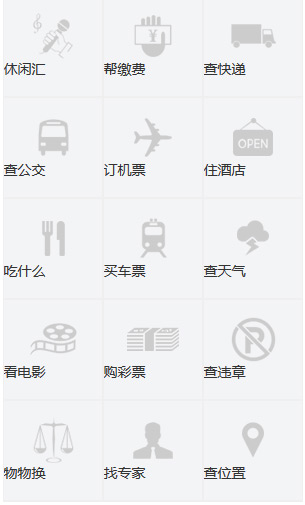 休闲汇 帮缴费 查快递
查公交 订机票 OPEN 住酒店
吃什么 买车票 查天气
看电影 购彩票 查违章
物物换 找专家 查位置